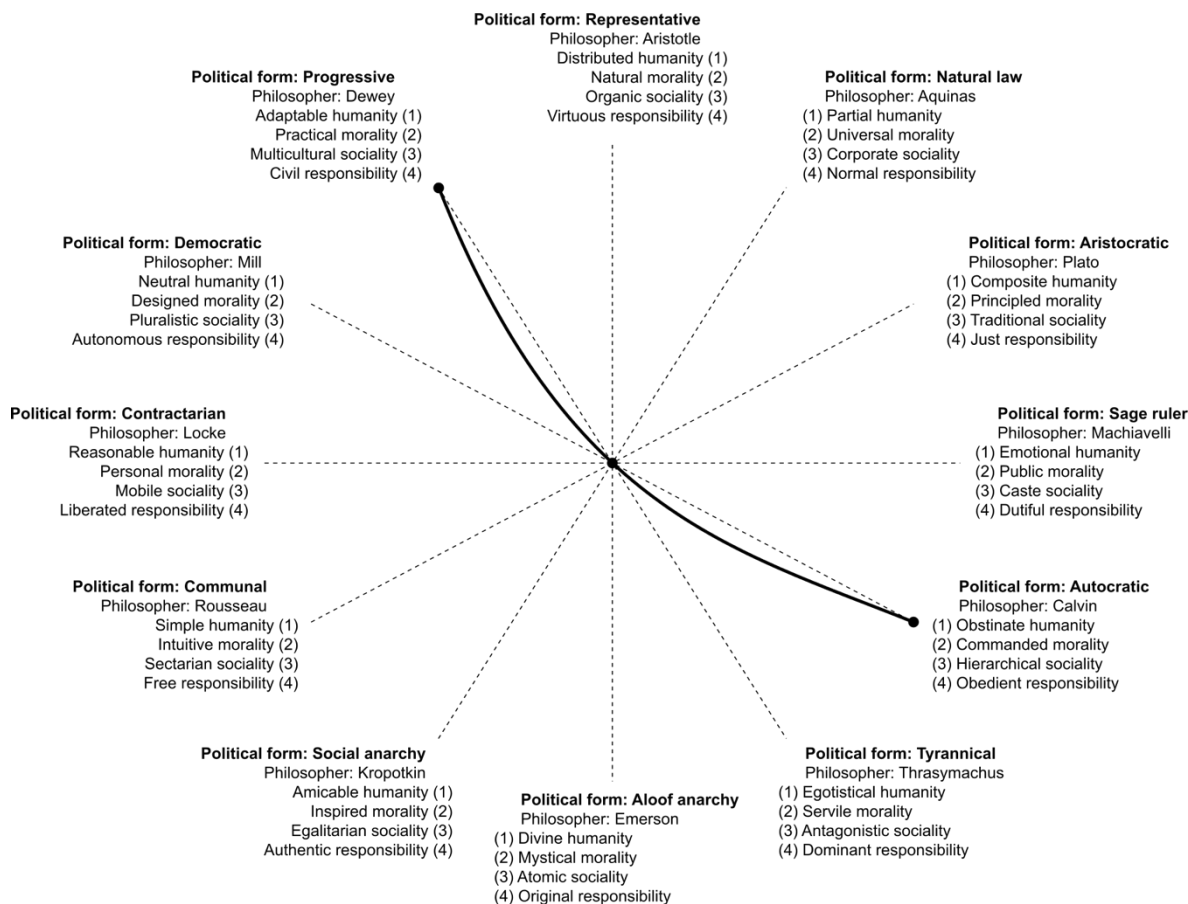 Political form: Representative
Philosopher: Aristotle
Distributed humanity (1)
Natural morality (2)
Organic sociality (3)
Virtuous responsibility (4)
Political form: Progressive
Philosopher: Dewey
Adaptable humanity (1)
Practical morality (2)
Multicultural sociality (3)
Civil responsibility (4)
Political form: Natural law
Philosopher: Aquinas
(1) Partial humanity
(2) Universal morality
(3) Corporate sociality
(4) Normal responsibility
Political form: Democratic
Philosopher: Mill
Neutral humanity (1)
Designed morality (2)
Pluralistic sociality (3)
Autonomous responsibility (4)
Political form: Aristocratic
Philosopher: Plato
(1) Composite humanity
(2) Principled morality
(3) Traditional sociality
(4) Just responsibility
Political form: Contractarian
Philosopher: Locke
Reasonable humanity (1)
Personal morality (2)
Mobile sociality (3)
Liberated responsibility (4)
Political form: Sage ruler
Philosopher: Machiavelli
(1) Emotional humanity
(2) Public morality
(3) Caste sociality
(4) Dutiful responsibility
Political form: Communal
Philosopher: Rousseau
Simple humanity (1)
Intuitive morality (2)
Sectarian sociality (3)
Free responsibility (4)
Political form: Autocratic
Philosopher: Calvin
(1) Obstinate humanity
(2) Commanded morality
(3) Hierarchical sociality
(4) Obedient responsibility
Political form: Social anarchy
Philosopher: Kropotkin
Amicable humanity (1)
Inspired morality (2)
Egalitarian sociality (3)
Authentic responsibility (4)
Political form: Aloof anarchy
Philosopher: Emerson
(1) Divine humanity
(2) Mystical morality
(3) Atomic sociality
(4) Original responsibility
Political form: Tyrannical
Philosopher: Thrasymachus
(1) Egotistical humanity
(2) Servile morality
(3) Antagonistic sociality
(4) Dominant responsibility